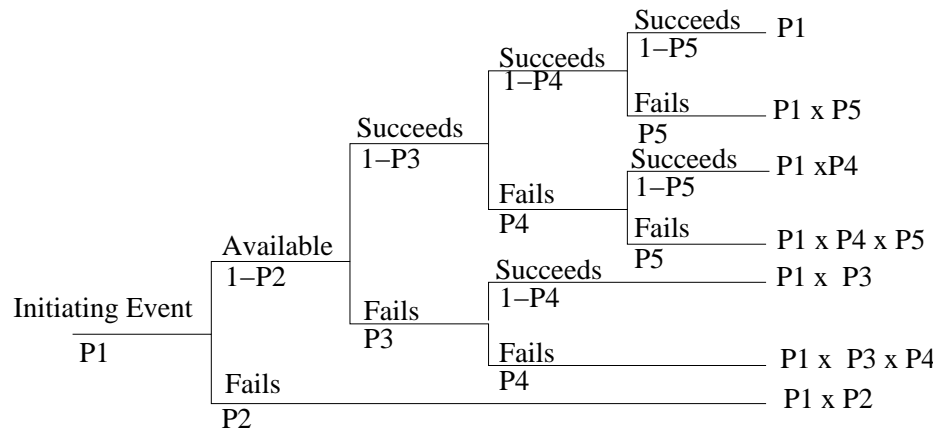 Succeeds
P1
1–P5
Succeeds
1–P4
Fails
P1 x P5
P5
Succeeds
1–P3
Succeeds
P1 xP4
1–P5
Fails
P4
Fails
P1 x P4 x P5
P5
Available
1–P2
Succeeds
P1 x P3
1–P4
Initiating Event
P1
Fails
P3
Fails
P1 x P3 x P4
P4
Fails
P1 x P2
P2